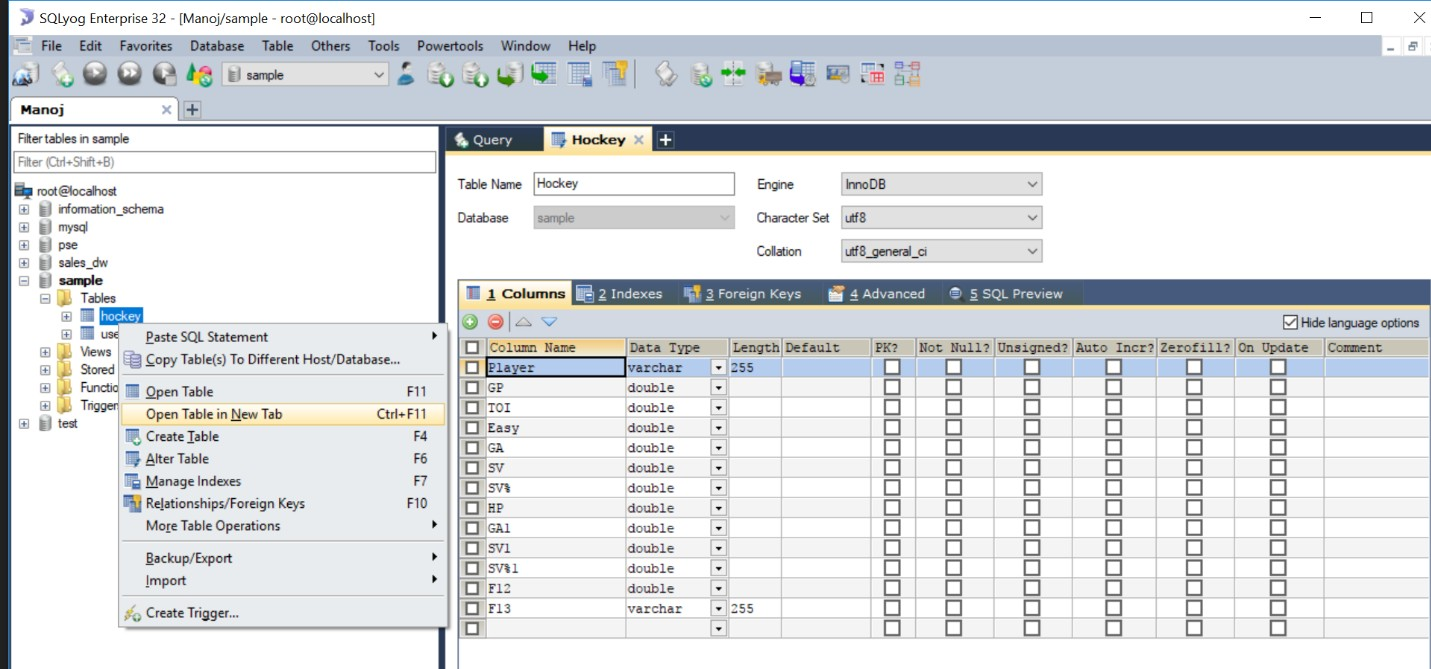 SQLyog Enterprise 32 - [Manoj/sample - root@localhost]
File Edit Favorites Database Table Others Tools Powertools Window Help
sample
Manoj
Filter tables in sample
Filter (Ctrl+Shift+B)
root@localhost
information_schema
mysql
pse
sales_dw
sample
Tables
hockey
use
Views
Stored
Functio
Trigger
test
Paste SQL Statement
Copy Table(s) To Different Host/Database...
Open Table F11
Open Table in New Tab Ctrl+F11
Create Table F4
Alter Table F6
Manage Indexes F7
Relationships/Foreign Keys F10
More Table Operations
Backup/Export
Import
Create Trigger...
Query Hockey
Table Name Hockey Engine InnoDB
Database sample Character Set utf8
Collation utf8_general_ci
1 Columns 2 Indexes 3 Foreign Keys 4 Advanced 5 SQL Preview
Hide language options
Column Name Data Type Length Default PK? Not Null? Unsigned? Auto Incr? Zerofill? On Update Comment
Player varchar 255
GP double
TOI double
Easy double
GA double
SV double
SV% double
HP double
GA1 double
SV1 double
SV%1 double
F12 double
F13 varchar 255